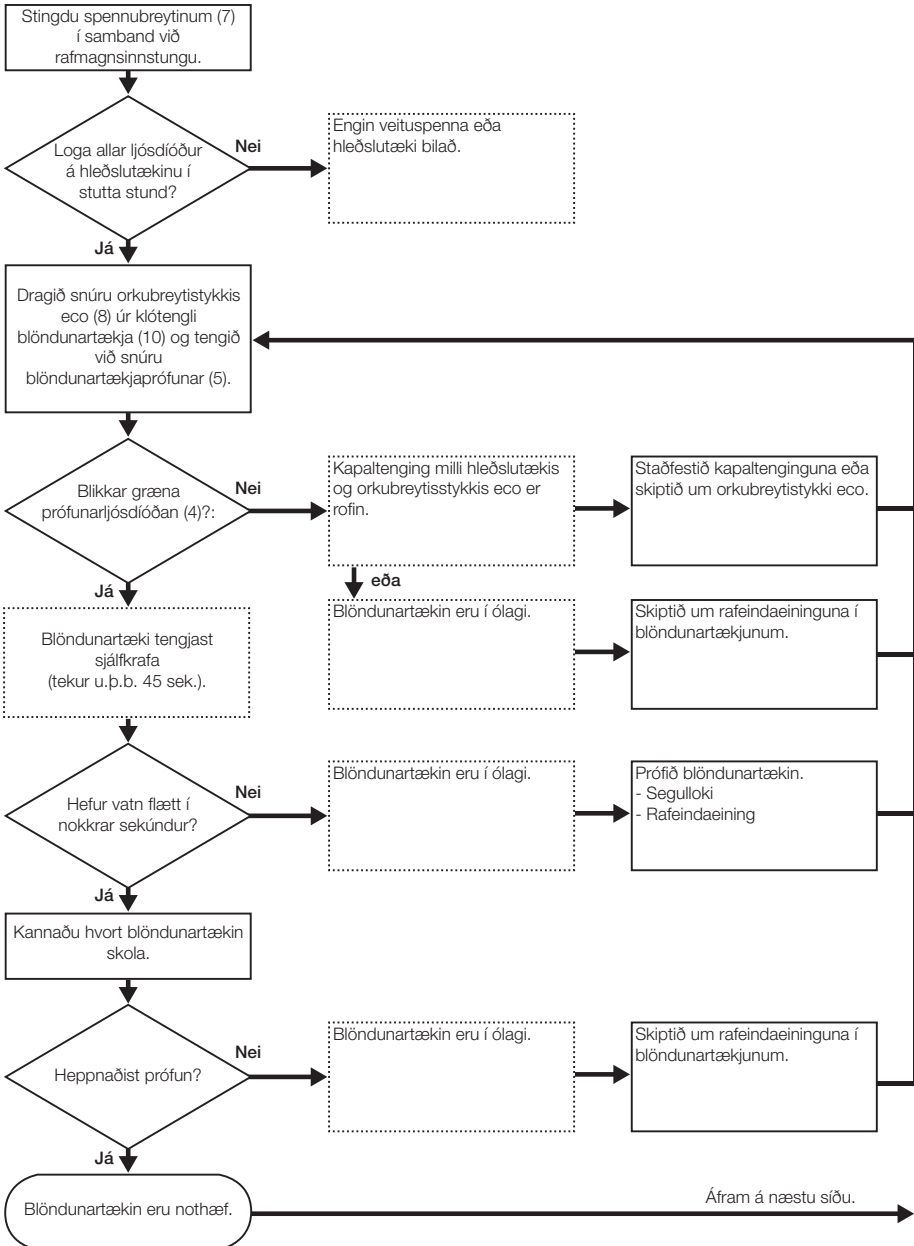 Stingdu spennubreytinum (7)
í samband við
rafmagnsinnstungu.
Loga allar ljósdíóður
á hleðslutækinu í
stutta stund?
Nei
Engin veituspenna eða
hleðslutæki bilað.
Já
Dragið snúru orkubreytistykkis
eco (8) úr klótengli
blöndunartækja (10) og tengið
við snúru
blöndunartækjaprófunar (5).
Blikkar græna
prófunarljósdíóðan (4)?:
Nei
Kapaltenging milli hleðslutækis
og orkubreytisstykkis eco er
rofin.
Staðfestið kapaltenginguna eða
skiptið um orkubreytistykki eco.
Já
eða
Blöndunartæki tengjast
sjálfkrafa
(tekur u.þ.b. 45 sek.).
Blöndunartækin eru í ólagi.
Skiptið um rafeindaeininguna í
blöndunartækjunum.
Hefur vatn flætt í
nokkrar sekúndur?
Nei
Blöndunartækin eru í ólagi.
Prófið blöndunartækin.
- Segulloki
- Rafeindaeining
Já
Kannaðu hvort blöndunartækin
skola.
Heppnaðist prófun?
Nei
Blöndunartækin eru í ólagi.
Skiptið um rafeindaeininguna í
blöndunartækjunum.
Já
Blöndunartækin eru nothæf.
Áfram á næstu síðu.